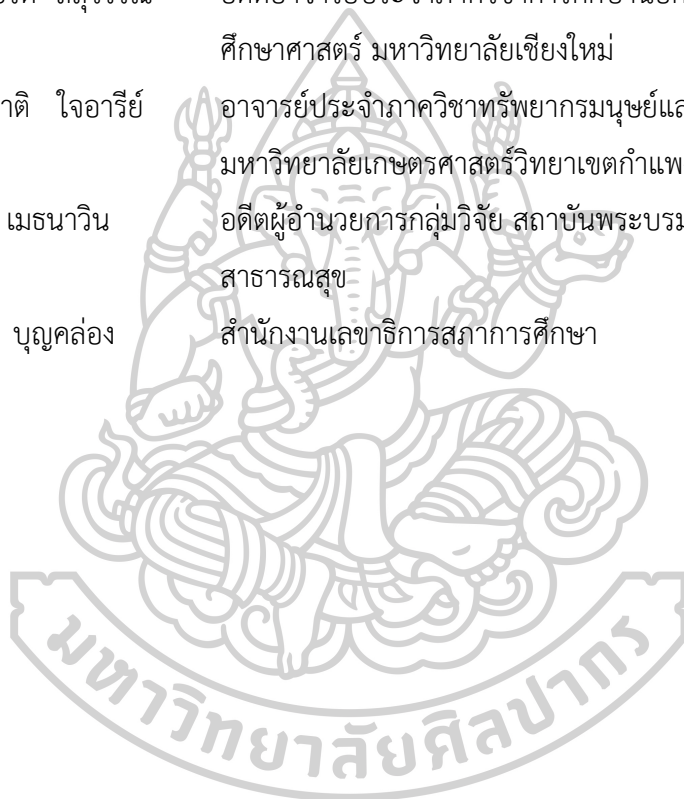 ศึกษาศาสตร์ มหาวิทยาลัยเชียงใหม่
ใจอารีย์ อาจารย์ประจำภาควิชาทรัพยากรมนุษย์และ
มหาวิทยาลัยเกษตรศาสตร์วิทยาเขตกำแพ
เมธนาวิน อดีตผู้อำนวยการกลุ่มวิจัย สถาบันพระบรม
สาธารณสุข
บุญคล่อง สำนักงานเลขาธิการสภาการศึกษา
มหาวิทยาลัยศิลปากร